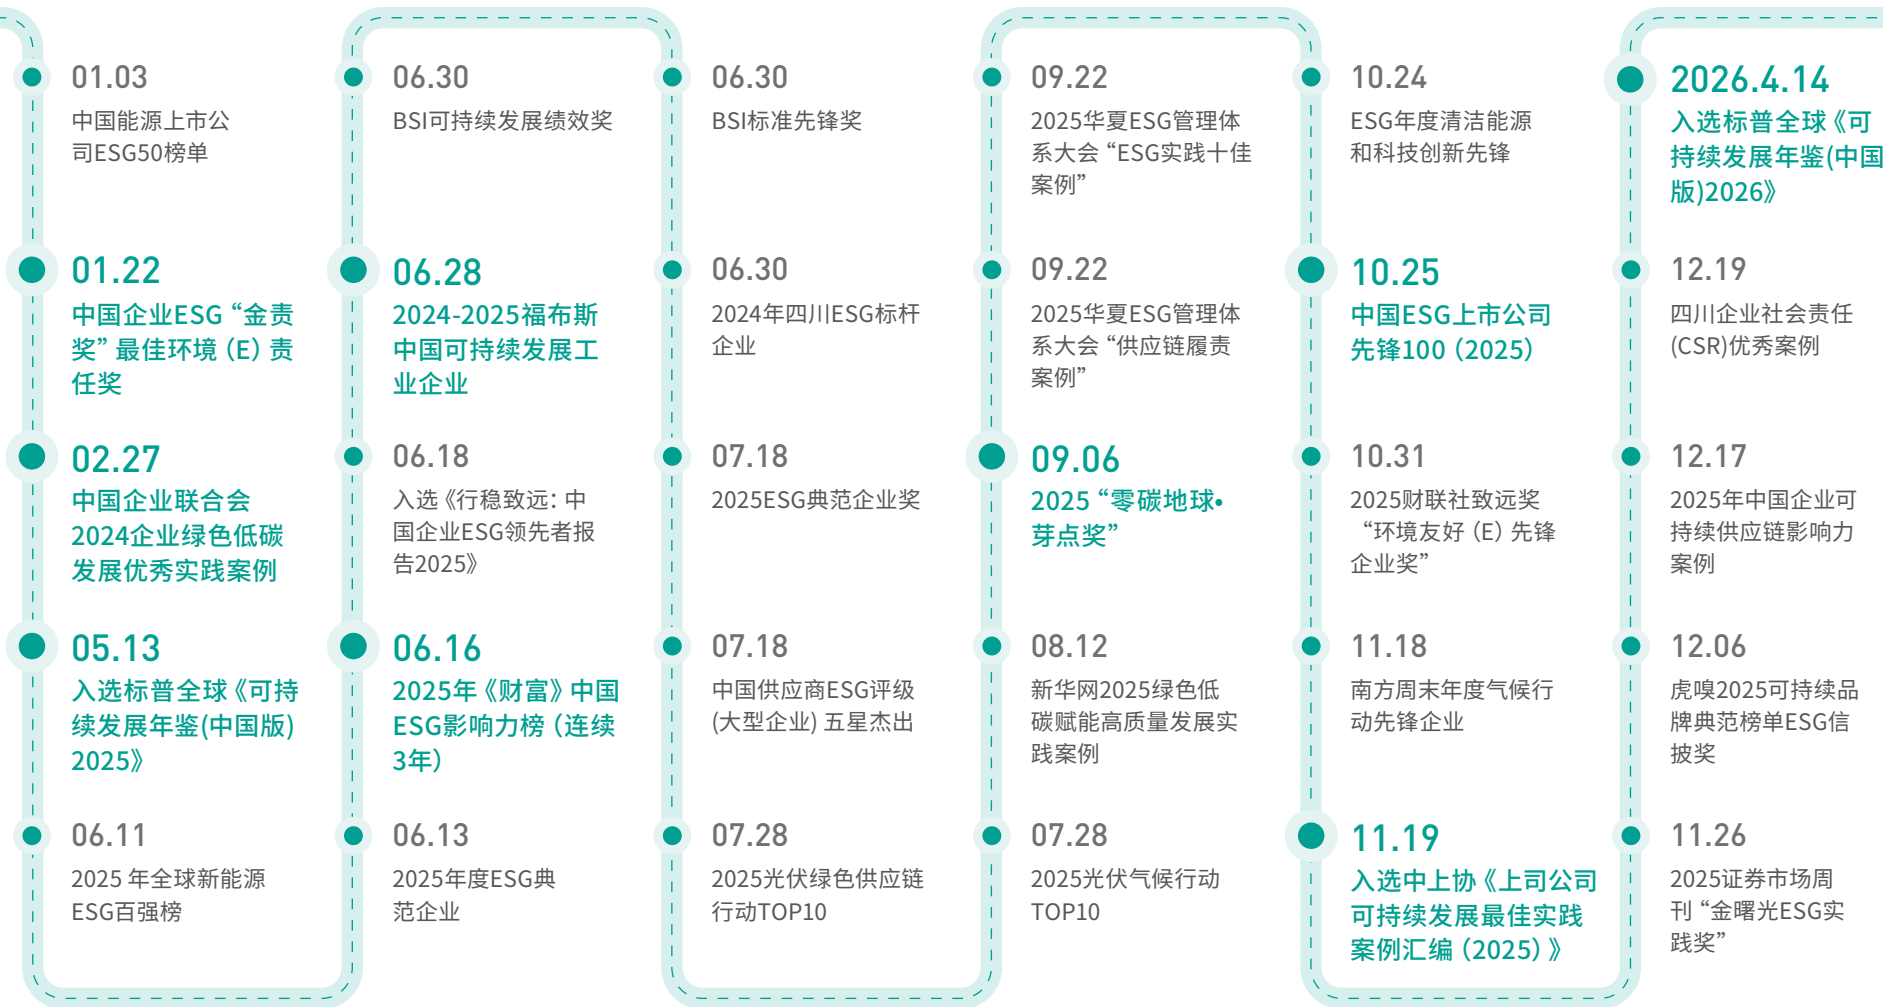 01.03
中国能源上市公
司ESG50榜单
01.22
中国企业ESG“金责
奖”最佳环境（E）责
任奖
02.27
中国企业联合会
2024企业绿色低碳
发展优秀实践案例
05.13
入选标普全球《可持
续发展年鉴(中国版)
2025》
06.11
2025 年全球新能源
ESG百强榜
06.30
BSI可持续发展绩效奖
06.28
2024-2025福布斯
中国可持续发展工
业企业
06.18
入选《行稳致远：中
国企业ESG领先者报
告2025》
06.16
2025年《财富》中国
ESG影响力榜（连续
3年）
06.13
2025年度ESG典
范企业
06.30
BSI标准先锋奖
06.30
2024年四川ESG标杆
企业
07.18
2025ESG典范企业奖
07.18
中国供应商ESG评级
(大型企业) 五星杰出
07.28
2025光伏绿色供应链
行动TOP10
09.22
2025华夏ESG管理体
系大会“ESG实践十佳
案例”
09.22
2025华夏ESG管理体
系大会“供应链履责
案例”
09.06
2025“零碳地球•
芽点奖”
08.12
新华网2025绿色低
碳赋能高质量发展实
践案例
07.28
2025光伏气候行动
TOP10
10.24
ESG年度清洁能源
和科技创新先锋
10.25
中国ESG上市公司
先锋100（2025）
10.31
2025财联社致远奖
“环境友好（E）先锋
企业奖”
11.18
南方周末年度气候行
动先锋企业
11.19
入选中上协《上司公司
可持续发展最佳实践
案例汇编（2025）》
2026.4.14
入选标普全球《可
持续发展年鉴(中国
版)2026》
12.19
四川企业社会责任
(CSR)优秀案例
12.17
2025年中国企业可
持续供应链影响力
案例
12.06
虎嗅2025可持续品
牌典范榜单ESG信
披奖
11.26
2025证券市场周
刊“金曙光ESG实
践奖”